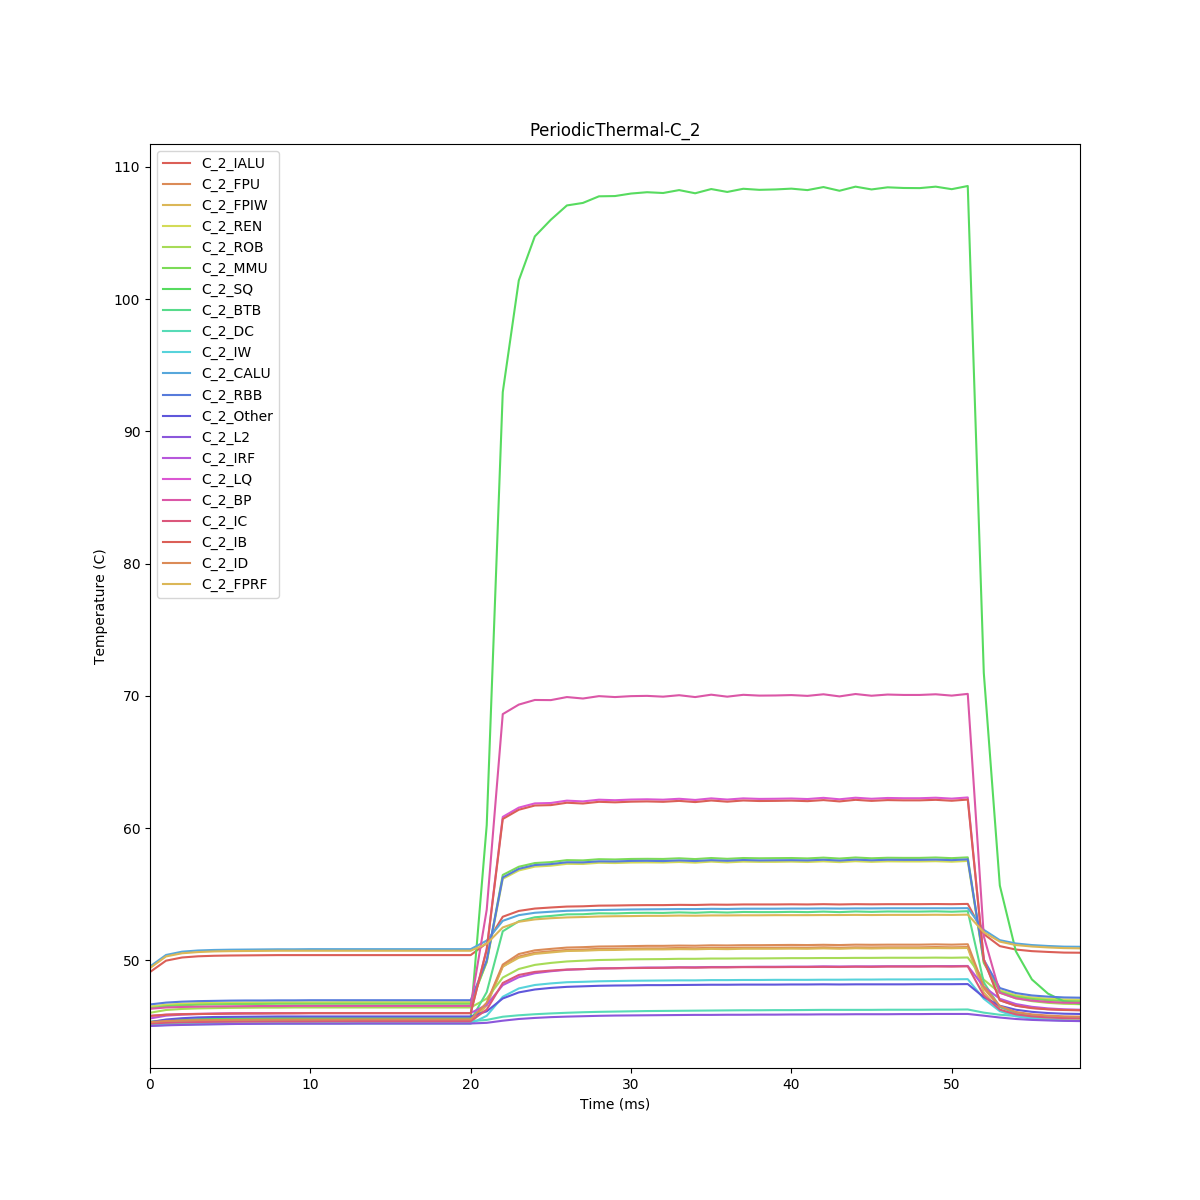 PeriodicThermal-C_2
110
100
90
80
70
60
50
Temperature (C)
C_2_IALU
C_2_FPU
C_2_FPIW
C_2_REN
C_2_ROB
C_2_MMU
C_2_SQ
C_2_BTB
C_2_DC
C_2_IW
C_2_CALU
C_2_RBB
C_2_Other
C_2_L2
C_2_IRF
C_2_LQ
C_2_BP
C_2_IC
C_2_IB
C_2_ID
C_2_FPRF
0 10 20 30 40 50
Time (ms)